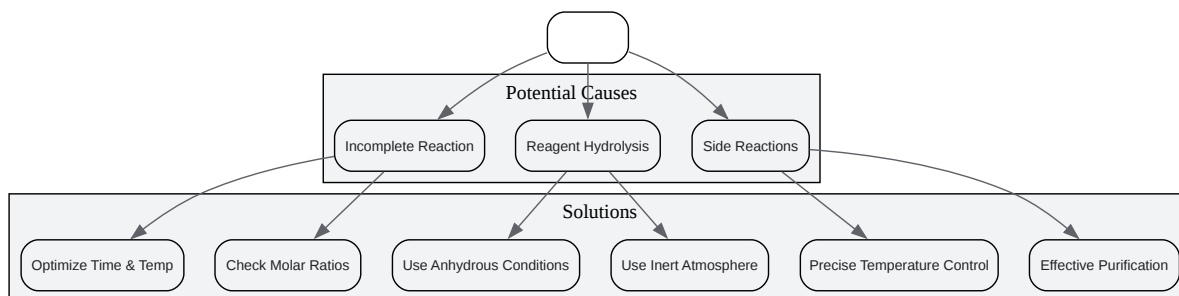 Potential Causes
Incomplete Reaction
Reagent Hydrolysis
Side Reactions
Solutions
Optimize Time & Temp
Check Molar Ratios
Use Anhydrous Conditions
Use Inert Atmosphere
Precise Temperature Control
Effective Purification